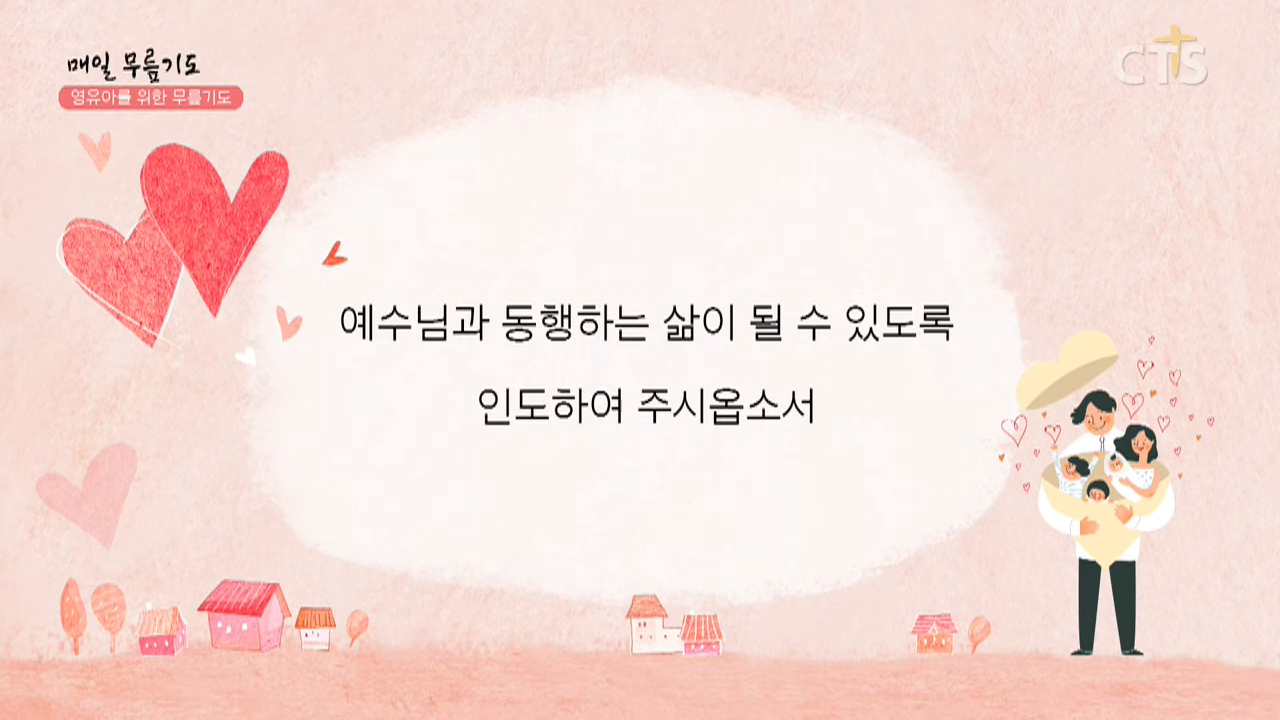 매일 무릎기도
영유아를 위한 무릎기도
CTS
예수님과 동행하는 삶이 될 수 있도록
인도하여 주시옵소서